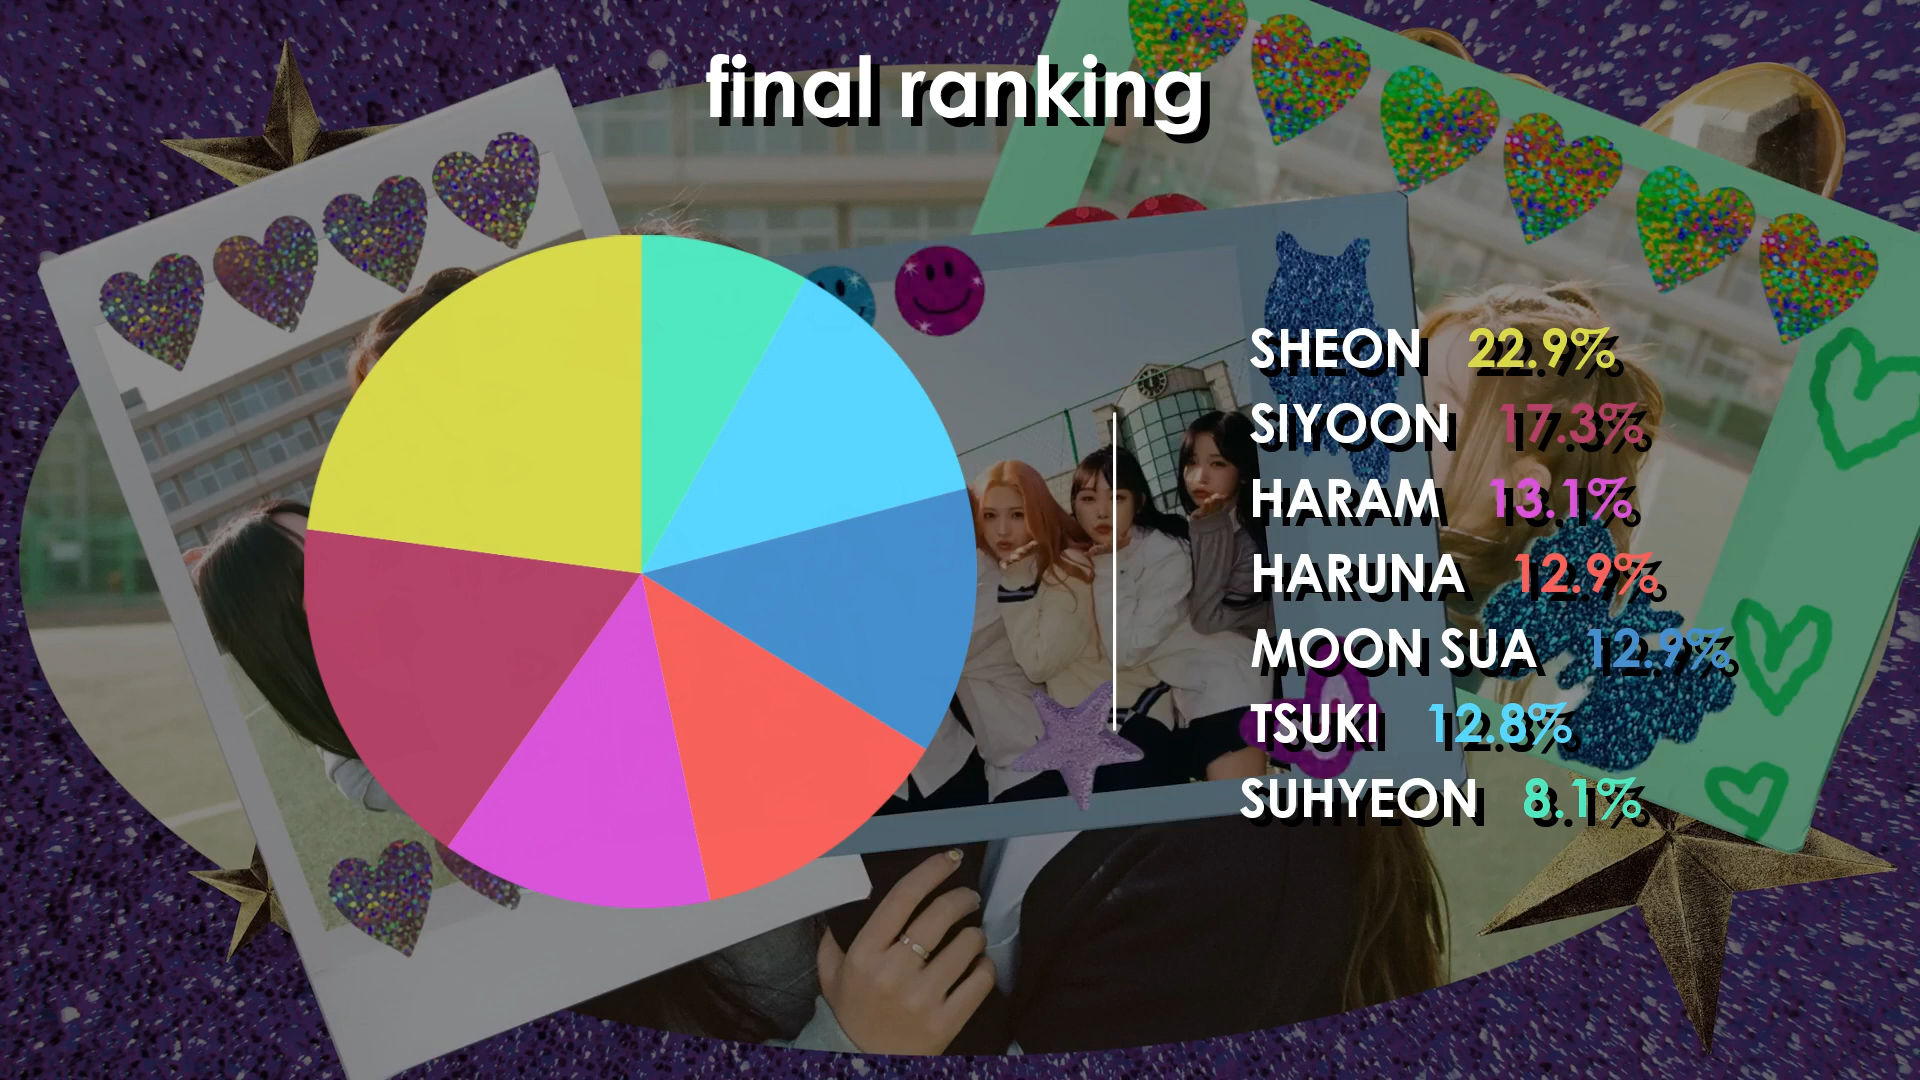 final ranking
SHEON 22.9%
SIYOON 17.3%
HARAM 13.1%
HARUNA 12.9%
MOON SUA 12.9%
TSUKI 12.8%
SUHYEON 8.1%